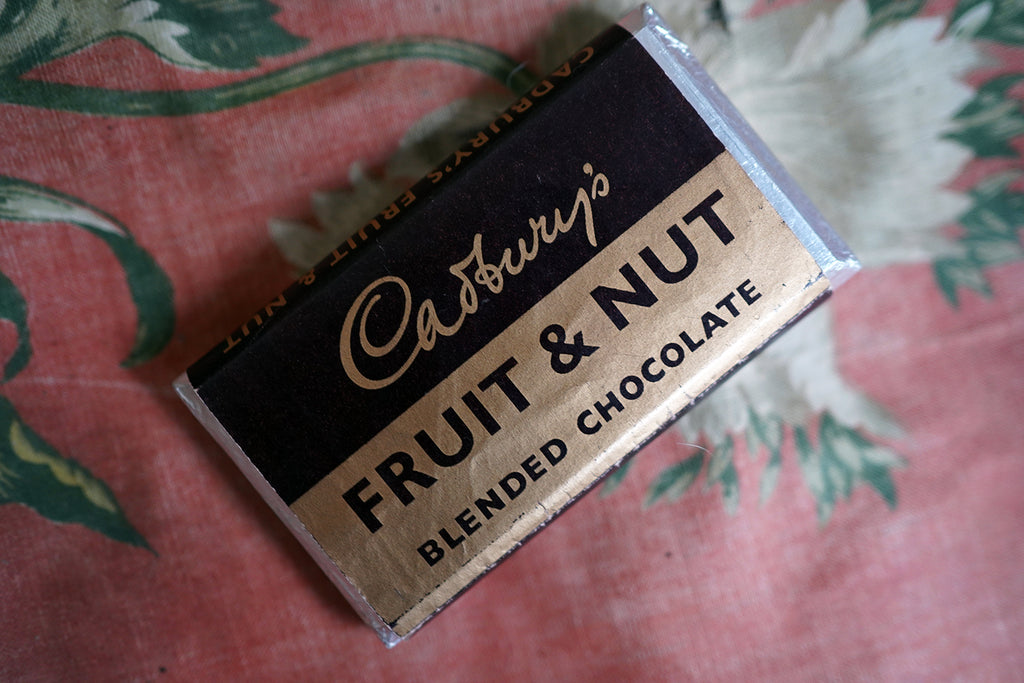 CADBURY'S FRUIT & NUT
Cadbury's
FRUIT & NUT
BLENDED CHOCOLATE